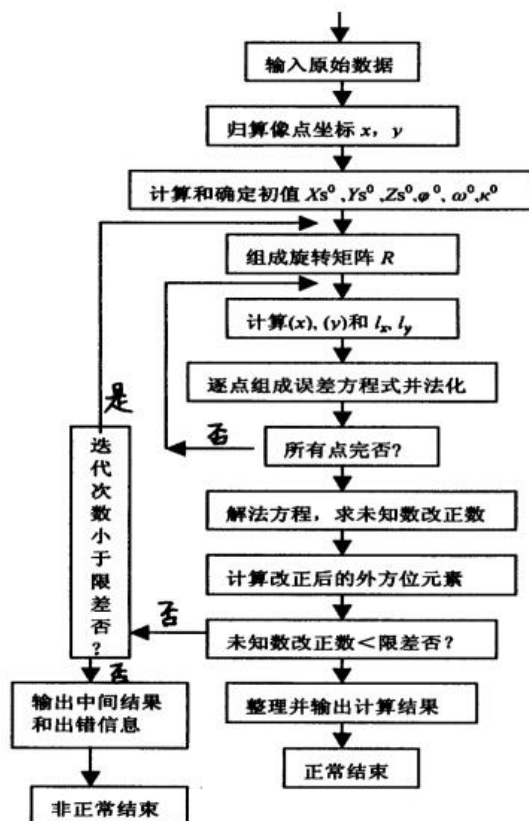 输入原始数据
归算像点坐标 x，y
计算和确定初值 Xs⁰、Ys⁰、Zs⁰、φ⁰、ω⁰、κ⁰
组成旋转矩阵 R
计算(x)、(y)和 lx、ly
逐点组成误差方程式并法化
所有点完否？
否
解法方程，求未知数改正数
计算改正后的外方位元素
未知数改正数＜限差否？
否
是
迭代次数小于限差否？
否
整理并输出计算结果
正常结束
输出中间结果
和出错信息
非正常结束